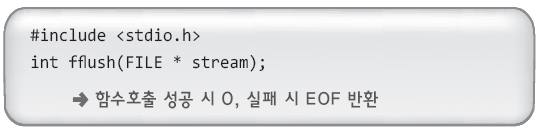 #include <stdio.h>
int fflush(FILE * stream);
➔ 함수호출 성공 시 0, 실패 시 EOF 반환